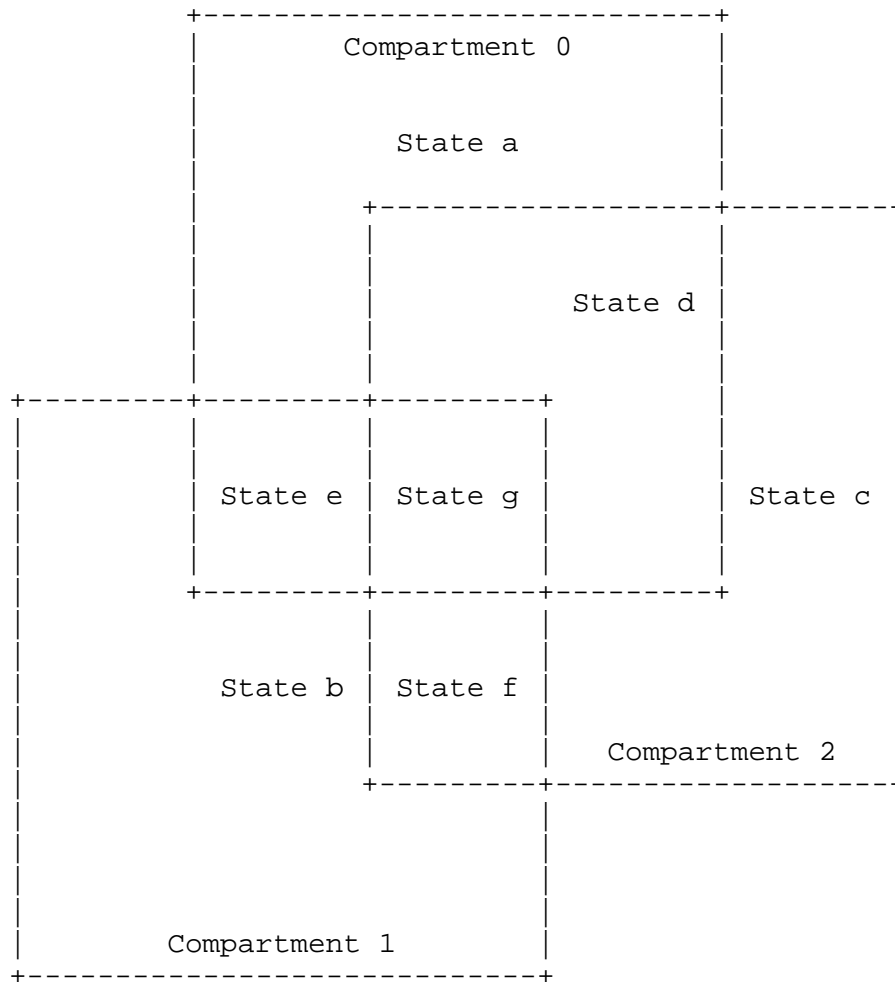 Compartment 0
State a
State d
State e State g State c
State b State f
Compartment 2
Compartment 1